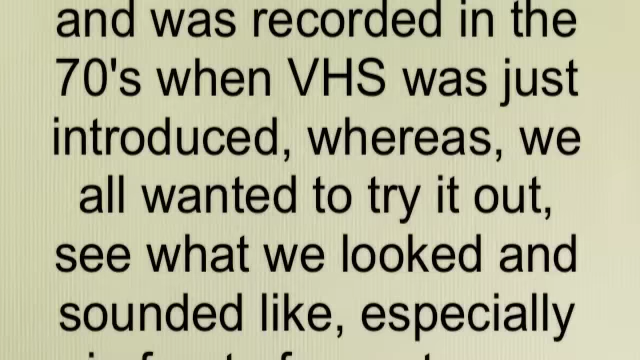 and was recorded in the
70's when VHS was just
introduced, whereas, we
all wanted to try it out,
see what we looked and
sounded like, especially